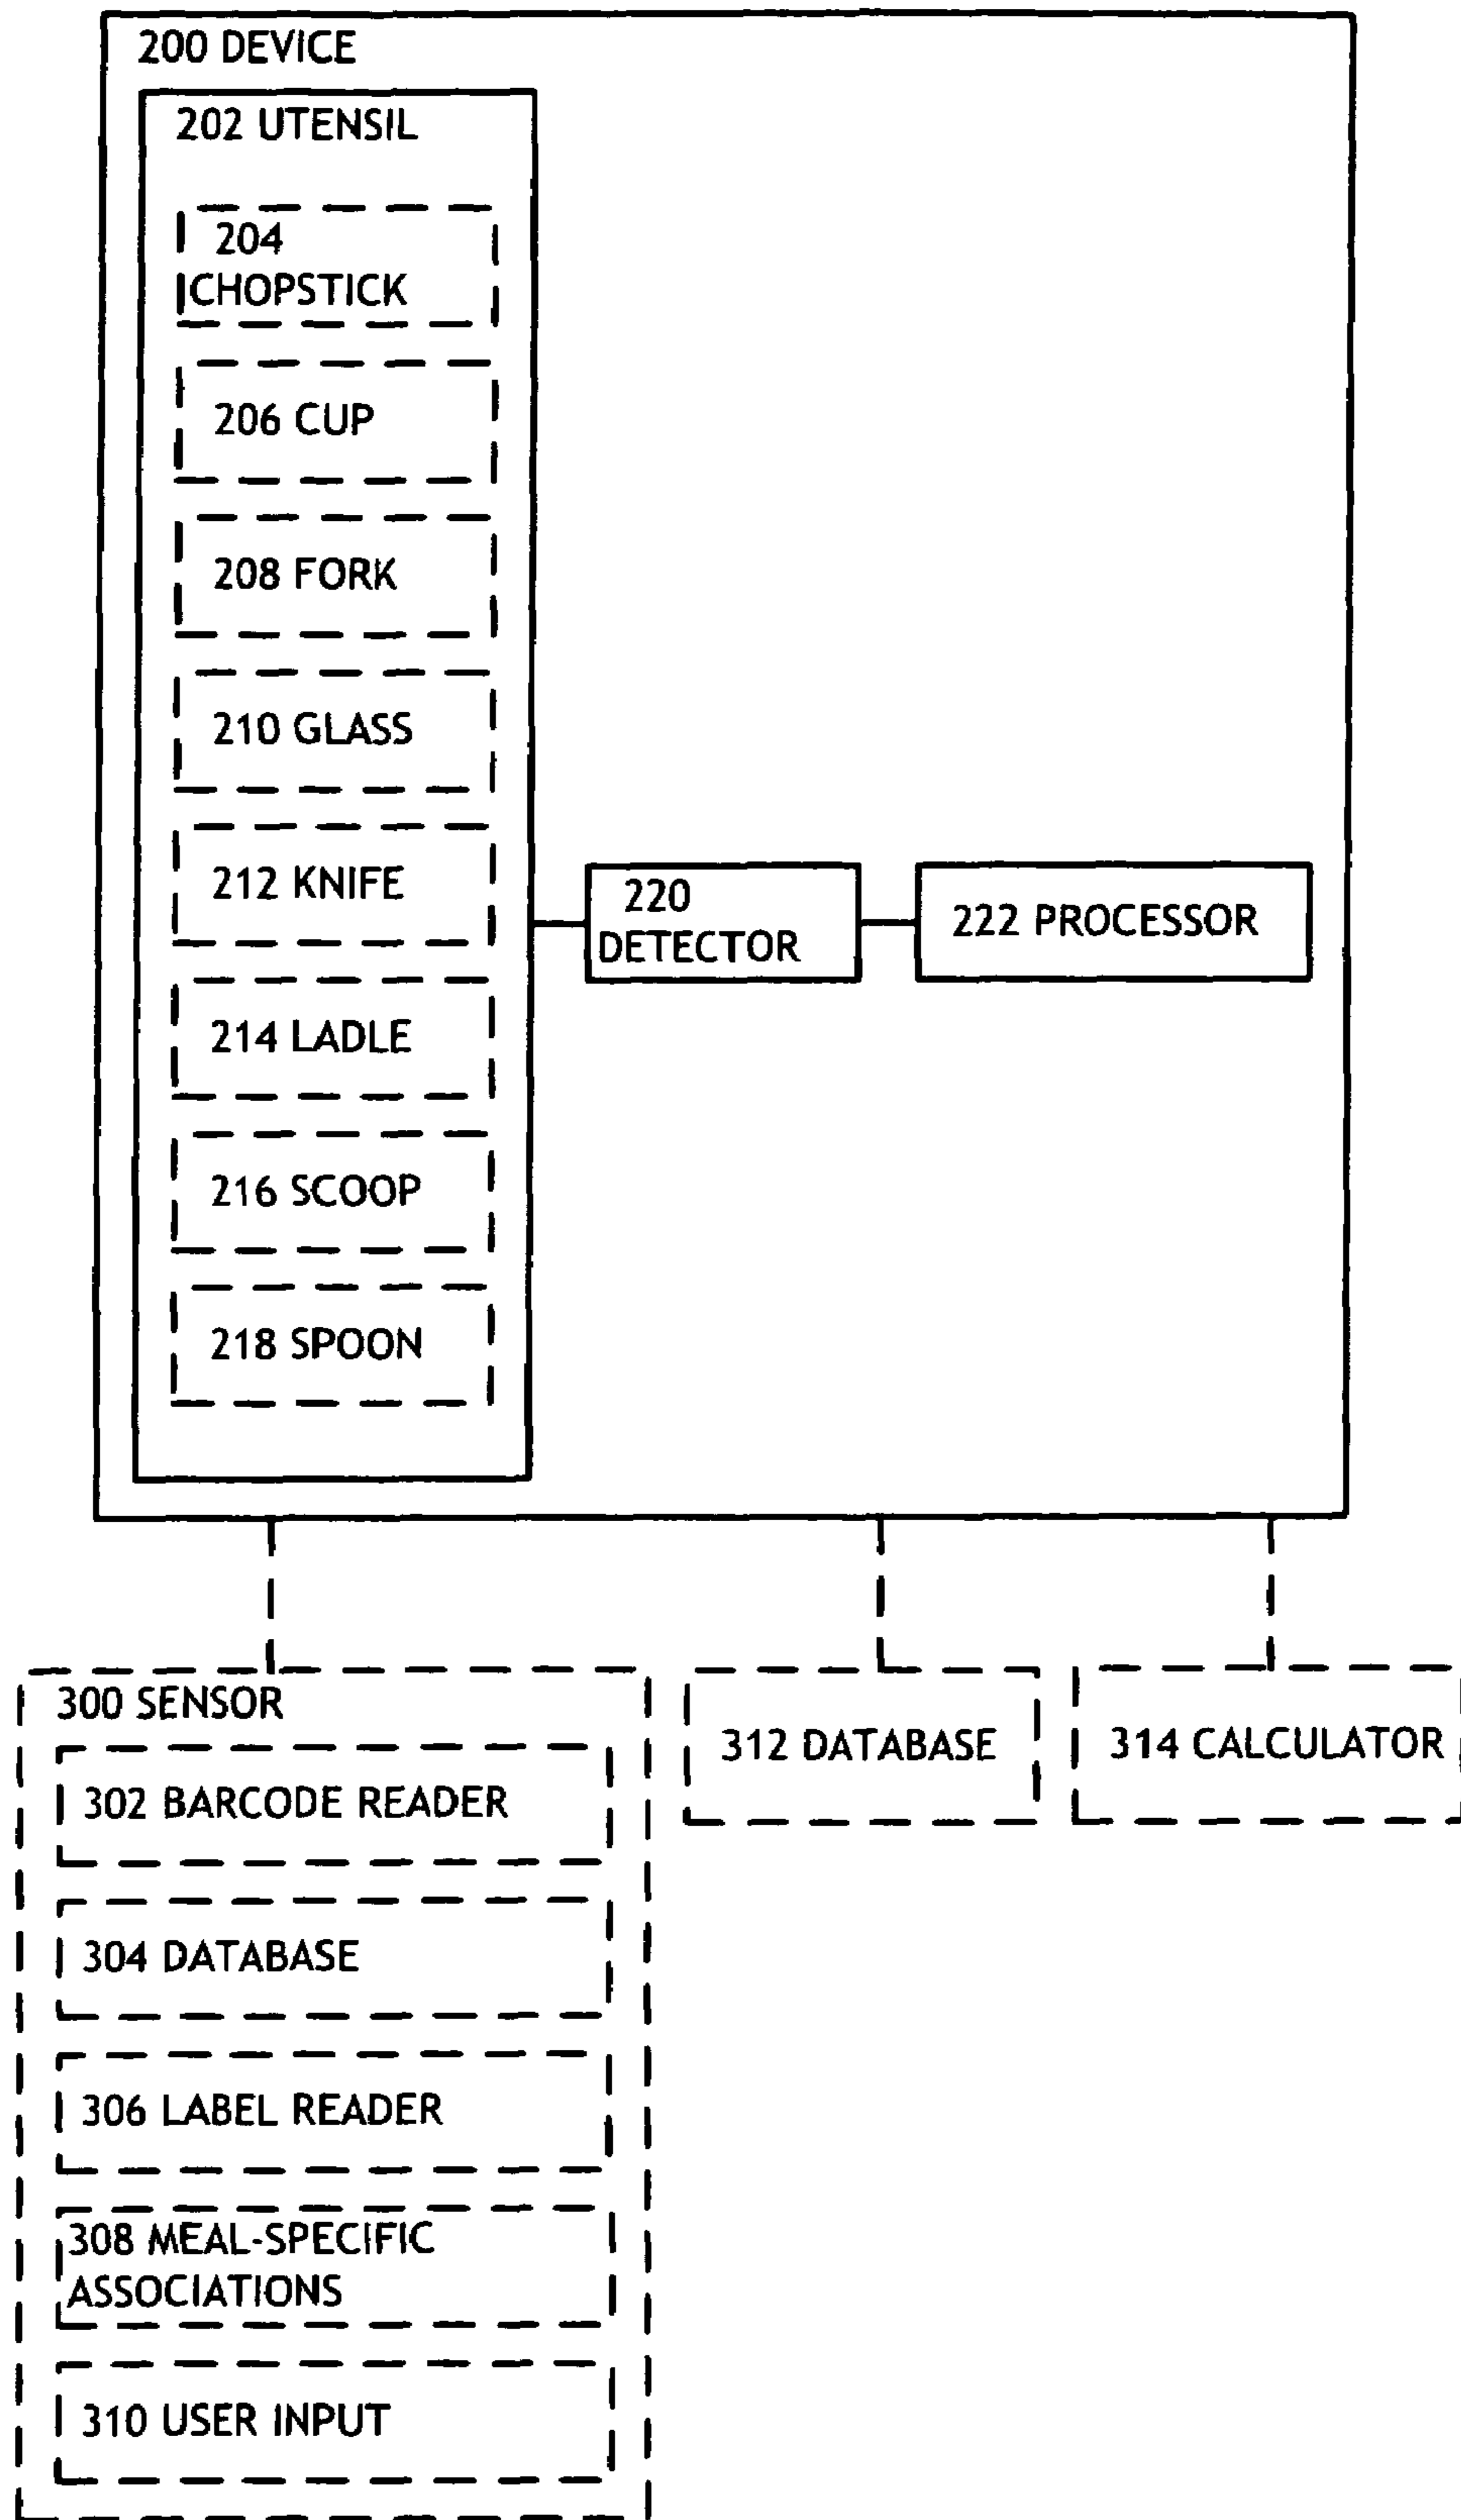 200 DEVICE
202 UTENSIL
204
CHOPSTICK
206 CUP
208 FORK
210 GLASS
212 KNIFE
214 LADLE
216 SCOOP
218 SPOON
220
DETECTOR
222 PROCESSOR
300 SENSOR
302 BARCODE READER
304 DATABASE
306 LABEL READER
308 MEAL-SPECIFIC
ASSOCIATIONS
310 USER INPUT
312 DATABASE
314 CALCULATOR